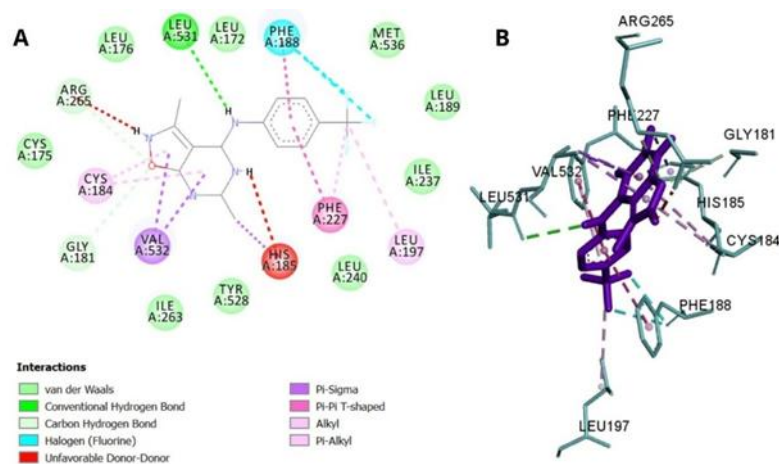 A
LEU
A:176
LEU
A:531
LEU
A:172
PHE
A:188
MET
A:536
ARG
A:265
LEU
A:189
CYS
A:175
ILE
A:237
CYS
A:184
PHE
A:227
GLY
A:181
VAL
A:532
HIS
A:185
LEU
A:197
LEU
A:240
ILE
A:263
TYR
A:528
H
N
H
N
O
N
H
N
Interactions
van der Waals
Conventional Hydrogen Bond
Carbon Hydrogen Bond
Halogen (Fluorine)
Unfavorable Donor-Donor
Pi-Sigma
Pi-Pi T-shaped
Alkyl
Pi-Alkyl
B
ARG265
PHE227
GLY181
VAL532
LEU531
HIS185
CYS184
PHE188
LEU197